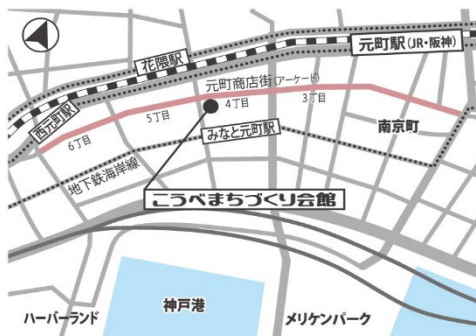 元町駅(JR・阪神)
花隈駅
元町商店街(アーケード)
西元町駅
3丁目
4丁目
5丁目
6丁目
南京町
みなと元町駅
地下鉄海岸線
こうべまちづくり会館
神戸港
ハーバーランド
メリケンパーク